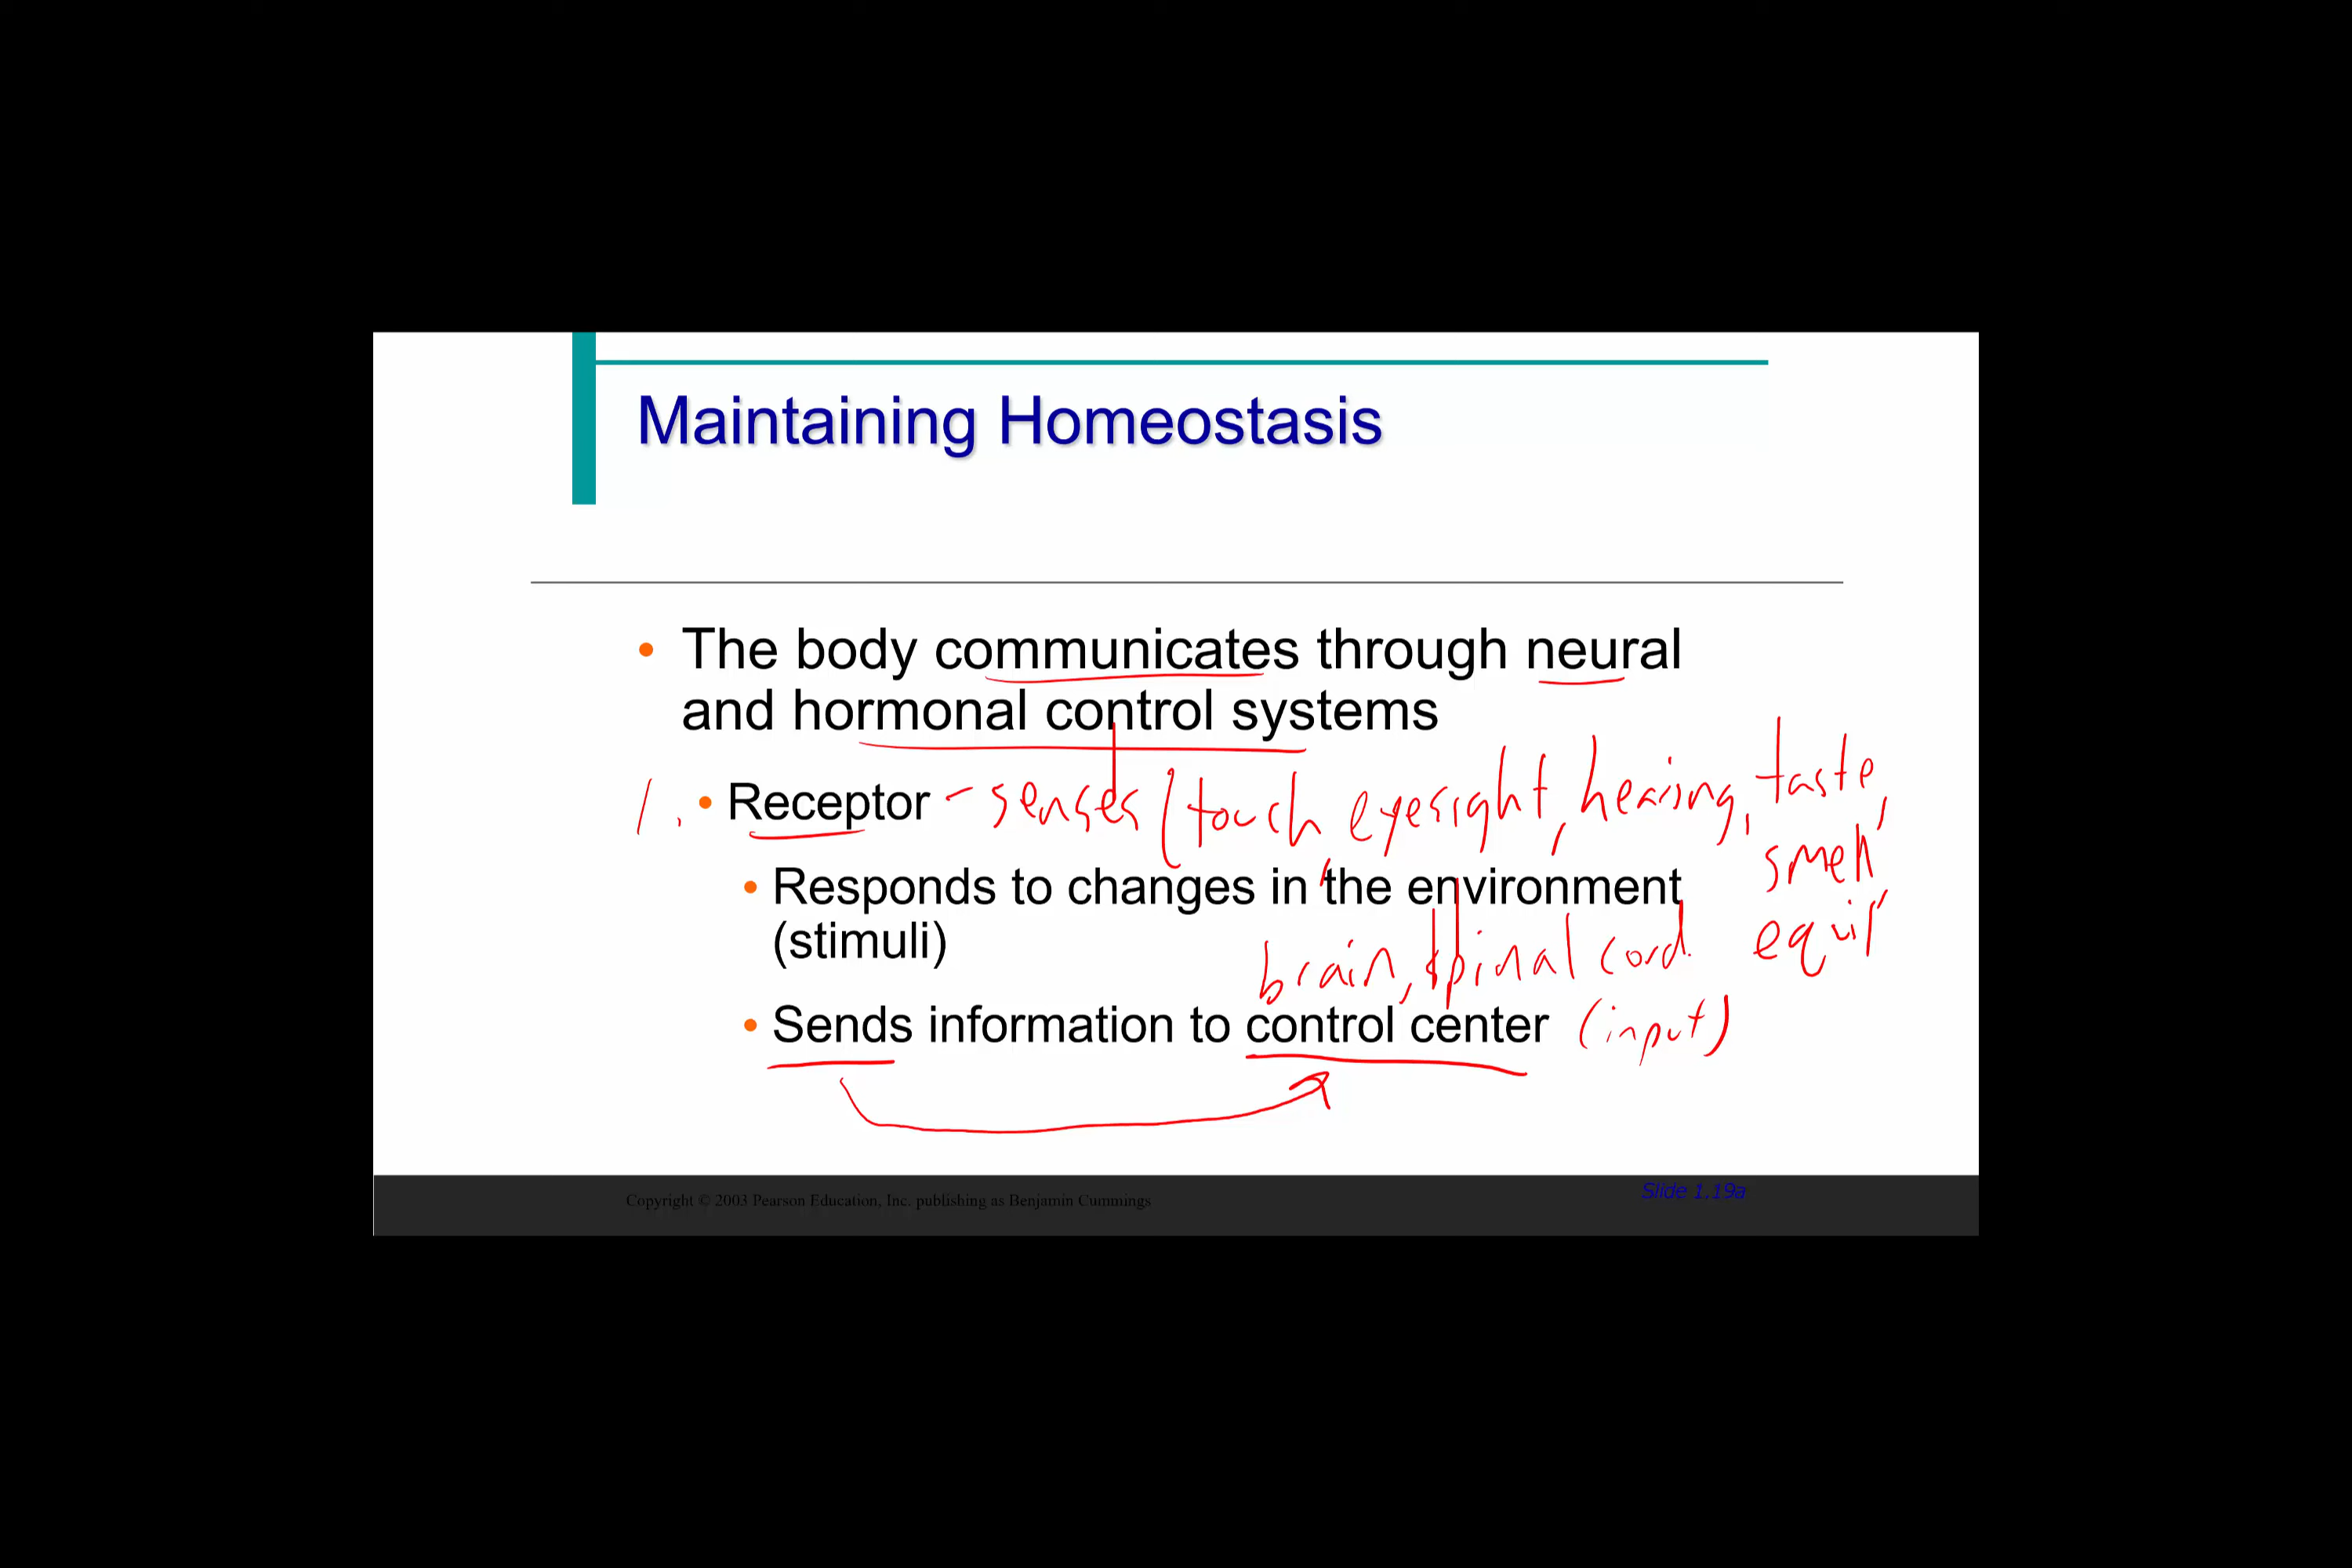 Maintaining Homeostasis
• The body communicates through neural
and hormonal control systems
1. • Receptor - senses (touch, eyesight, hearing, taste,
smell,
• Responds to changes in the environment
(stimuli)
equil
brain, spinal cord.
• Sends information to control center (input)
Copyright © 2003 Pearson Education, Inc. publishing as Benjamin Cummings
Slide 1.19a